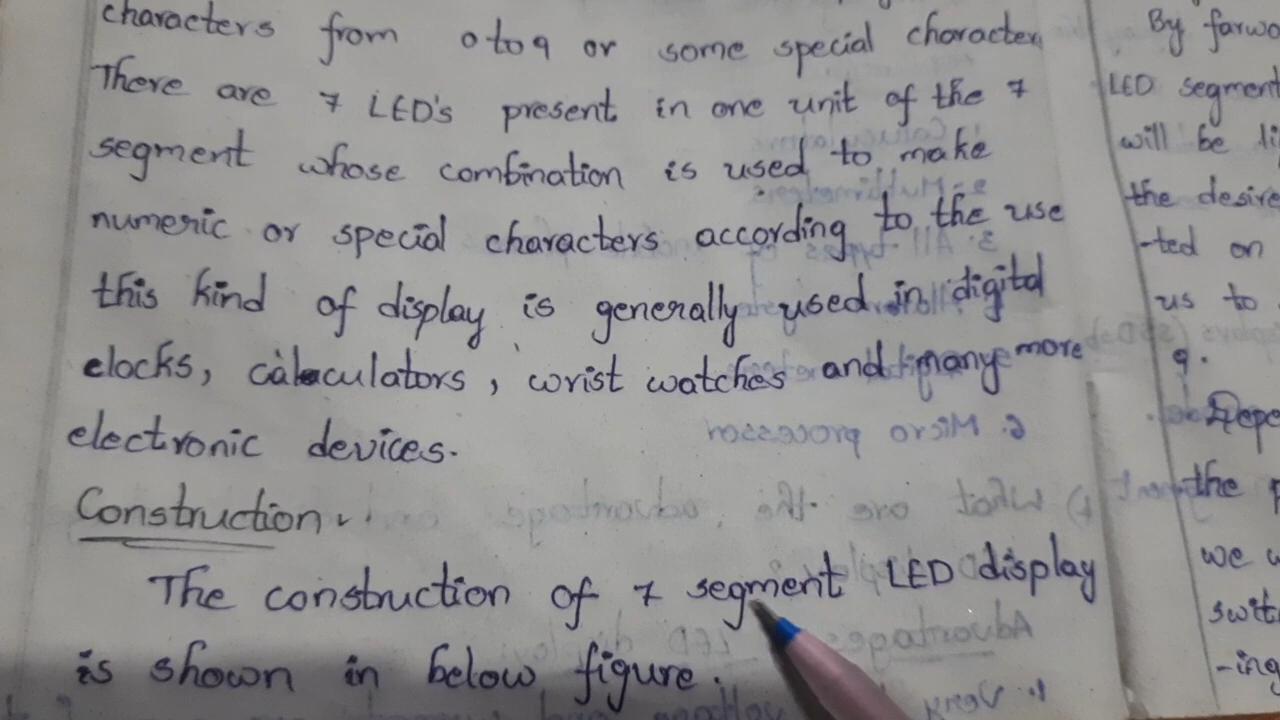 characters from 0 to 9 or some special character
There are 7 LED's present in one unit of the 7
segment whose combination is used to make
numeric or special characters according to the use
this kind of display is generally used in digital
clocks, calculators, wrist watches and many more
electronic devices.
Construction
The construction of 7 segment LED display
is shown in below figure.
By farwa
LED segment
will be li
the desire
-ted on
us to
9.
Depe
the p
we u
swit
-ing